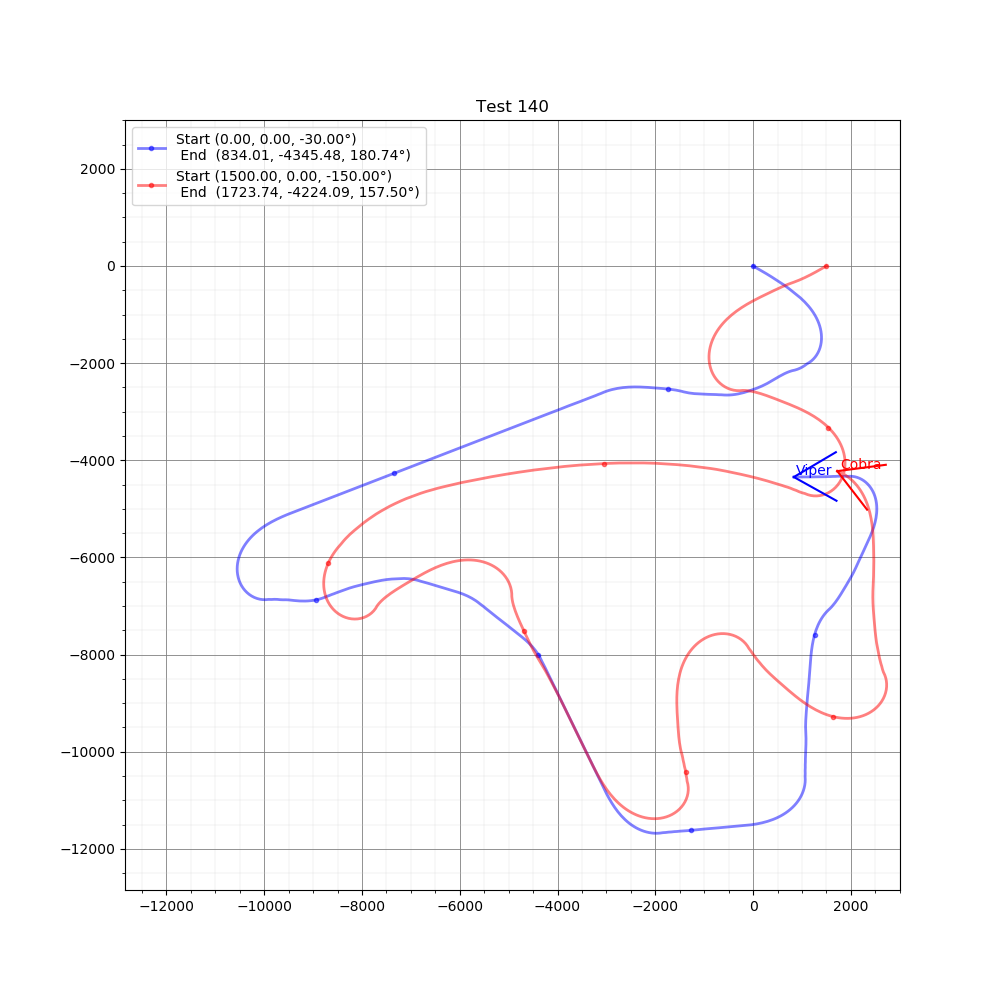 Test 140
Start (0.00, 0.00, -30.00°)
End  (834.01, -4345.48, 180.74°)
Start (1500.00, 0.00, -150.00°)
End  (1723.74, -4224.09, 157.50°)
2000
0
−2000
−4000
Viper
Cobra
−6000
−8000
−10000
−12000
−12000 −10000 −8000 −6000 −4000 −2000 0 2000